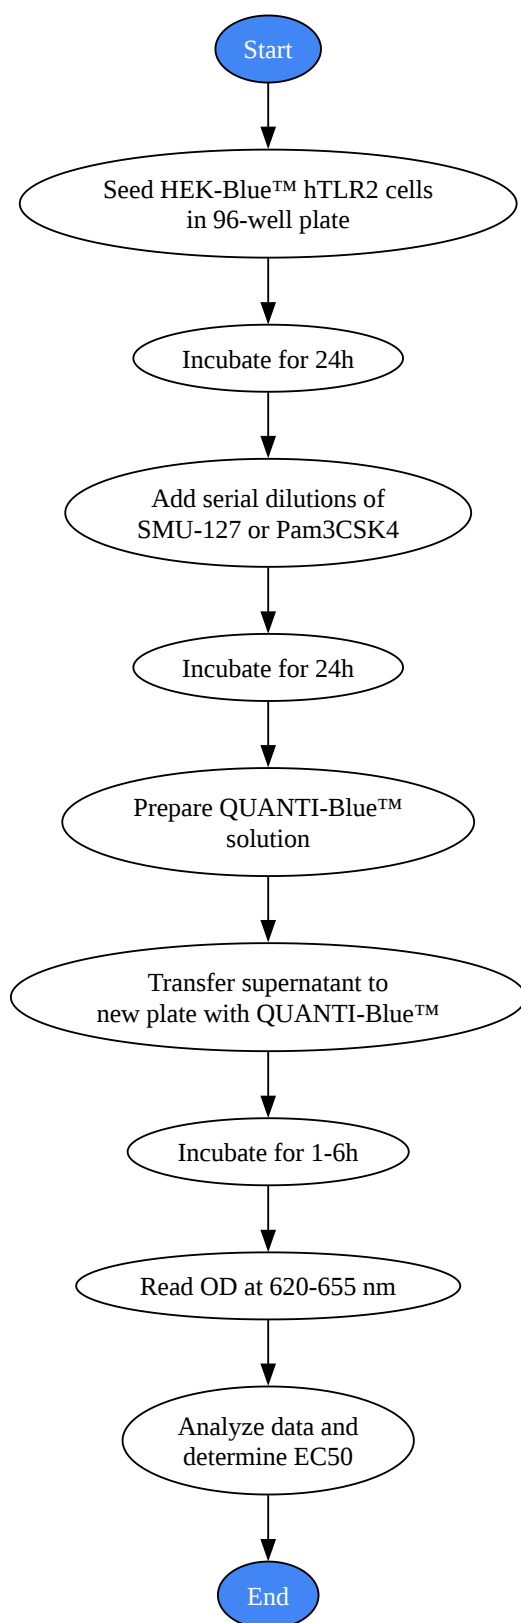 Start
Seed HEK-Blue™ hTLR2 cells
in 96-well plate
Incubate for 24h
Add serial dilutions of
SMU-127 or Pam3CSK4
Incubate for 24h
Prepare QUANTI-Blue™
solution
Transfer supernatant to
new plate with QUANTI-Blue™
Incubate for 1-6h
Read OD at 620-655 nm
Analyze data and
determine EC50
End